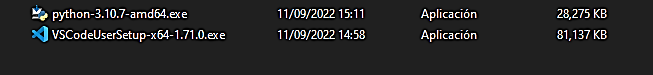 python-3.10.7-amd64.exe 11/09/2022 15:11 Aplicación 28,275 KB
VSCodeUserSetup-x64-1.71.0.exe 11/09/2022 14:58 Aplicación 81,137 KB